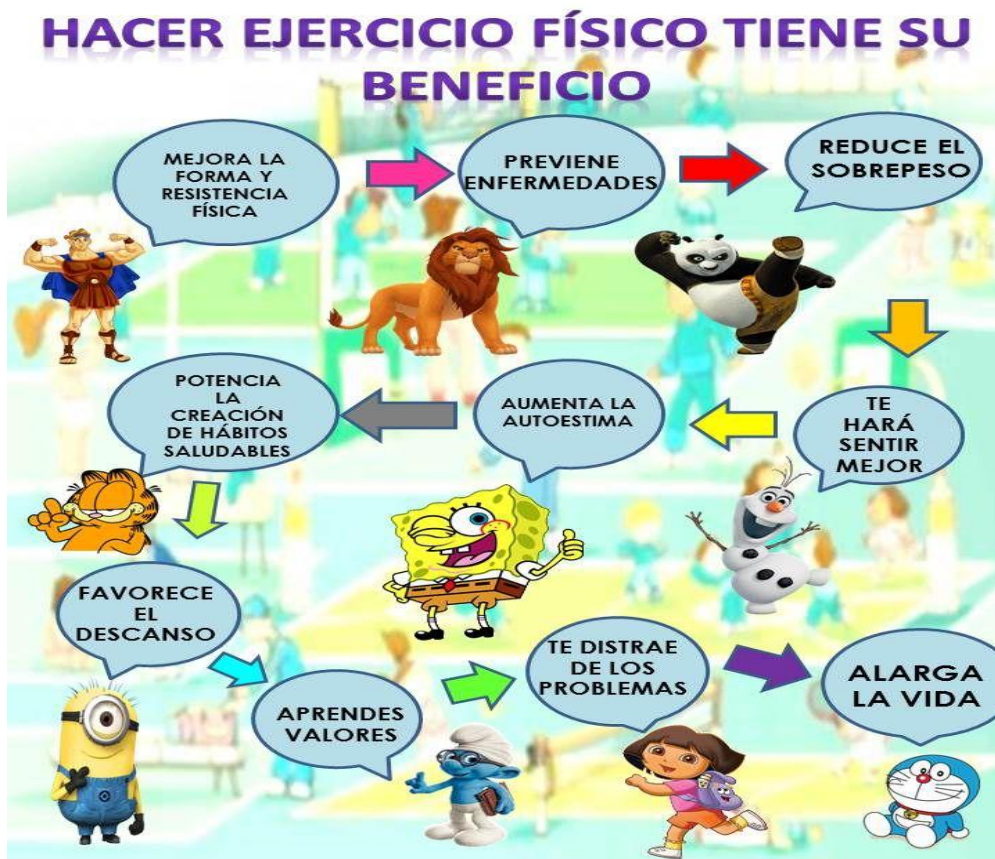 HACER EJERCICIO FÍSICO TIENE SU
BENEFICIO
MEJORA LA
FORMA Y
RESISTENCIA
FÍSICA
PREVIENE
ENFERMEDADES
REDUCE EL
SOBREPESO
TE
HARÁ
SENTIR
MEJOR
AUMENTA LA
AUTOESTIMA
POTENCIA
LA
CREACIÓN
DE HÁBITOS
SALUDABLES
FAVORECE
EL
DESCANSO
APRENDES
VALORES
TE DISTRAE
DE LOS
PROBLEMAS
ALARGA
LA VIDA